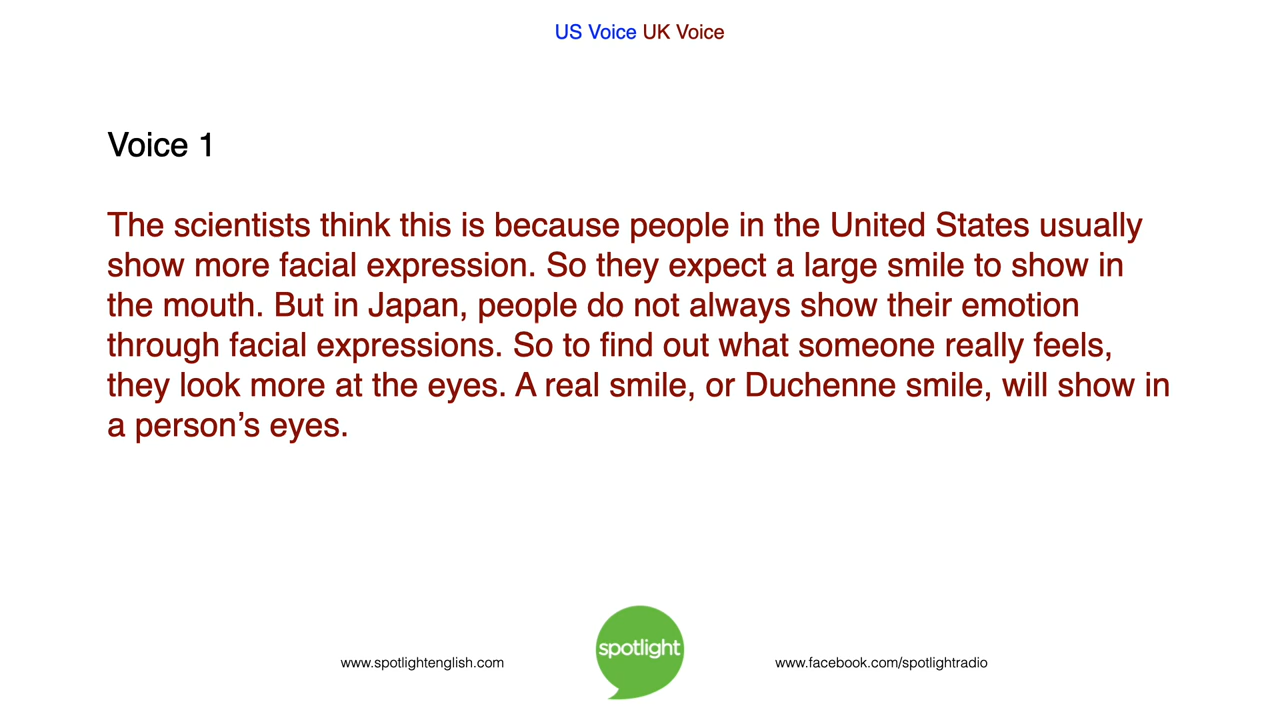 US Voice UK Voice
Voice 1
The scientists think this is because people in the United States usually
show more facial expression. So they expect a large smile to show in
the mouth. But in Japan, people do not always show their emotion
through facial expressions. So to find out what someone really feels,
they look more at the eyes. A real smile, or Duchenne smile, will show in
a person’s eyes.
www.spotlightenglish.com
spotlight
www.facebook.com/spotlightradio